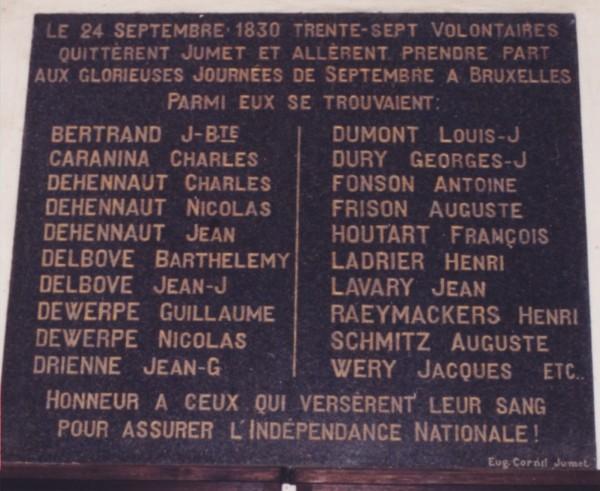 Le 24 Septembre 1830 trente-sept Volontaires
quittèrent Jumet et allèrent prendre part
aux glorieuses Journées de Septembre a Bruxelles
Parmi eux se trouvaient:
BERTRAND J-BTE
CARANINA Charles
DEHENNAUT Charles
DEHENNAUT Nicolas
DEHENNAUT Jean
DELBOVE Barthelemy
DELBOVE Jean-J
DEWERPE Guillaume
DEWERPE Nicolas
DRIENNE Jean-G
DUMONT Louis-J
DURY Georges-J
FONSON Antoine
FRISON Auguste
HOUTART François
LADRIER Henri
LAVARY Jean
RAEYMACKERS Henri
SCHMITZ Auguste
WERY Jacques etc..
Honneur a ceux qui versèrent leur sang
pour assurer l'Indépendance Nationale!
Eug. Cornil Jumet